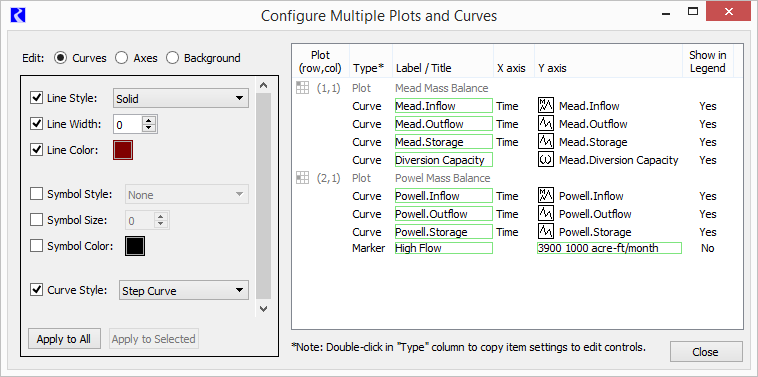 Configure Multiple Plots and Curves
Edit: Curves Axes Background
Line Style: Solid
Line Width: 0
Line Color:
Symbol Style: None
Symbol Size: 0
Symbol Color:
Curve Style: Step Curve
Apply to All Apply to Selected
Plot (row,col) Type* Label / Title X axis Y axis Show in Legend
(1,1) Plot Mead Mass Balance
Curve Mead.Inflow Time Mead.Inflow Yes
Curve Mead.Outflow Time Mead.Outflow Yes
Curve Mead.Storage Time Mead.Storage Yes
Curve Diversion Capacity Mead.Diversion Capacity Yes
(2,1) Plot Powel Mass Balance
Curve Powell.Inflow Time Powell.Inflow Yes
Curve Powell.Outflow Time Powell.Outflow Yes
Curve Powell.Storage Time Powell.Storage Yes
Marker High Flow 3900 1000 acre-ft/month No
*Note: Double-click in "Type" column to copy item settings to edit controls.
Close